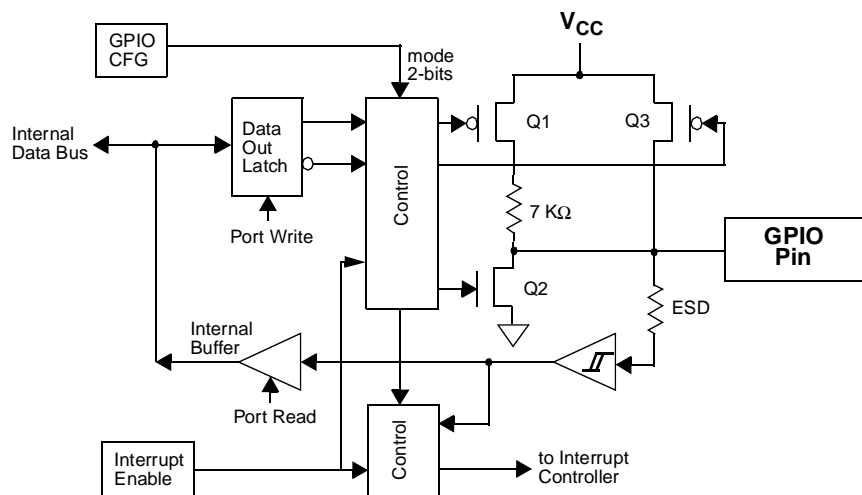 GPIO
CFG
mode
2-bits
VCC
Internal
Data Bus
Data
Out
Latch
Control
Q1
Q3
7 KΩ
Port Write
GPIO
Pin
Q2
ESD
Internal
Buffer
Port Read
Control
Interrupt
Enable
to Interrupt
Controller